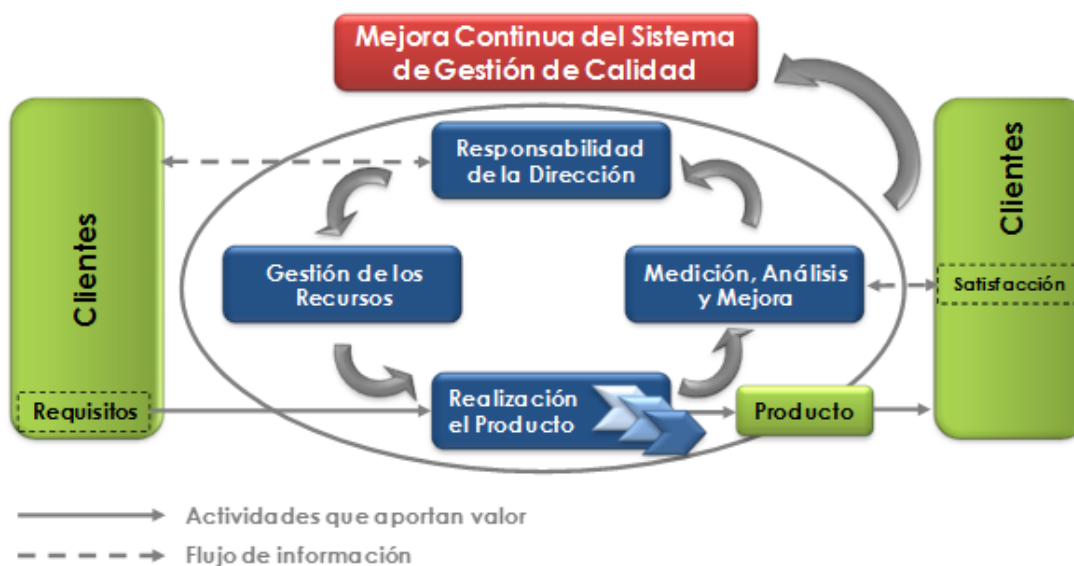 Mejora Continua del Sistema
de Gestión de Calidad
Clientes
Requisitos
Responsabilidad
de la Dirección
Gestión de los
Recursos
Medición, Análisis
y Mejora
Realización
el Producto
Producto
Clientes
Satisfacción
Actividades que aportan valor
Flujo de información